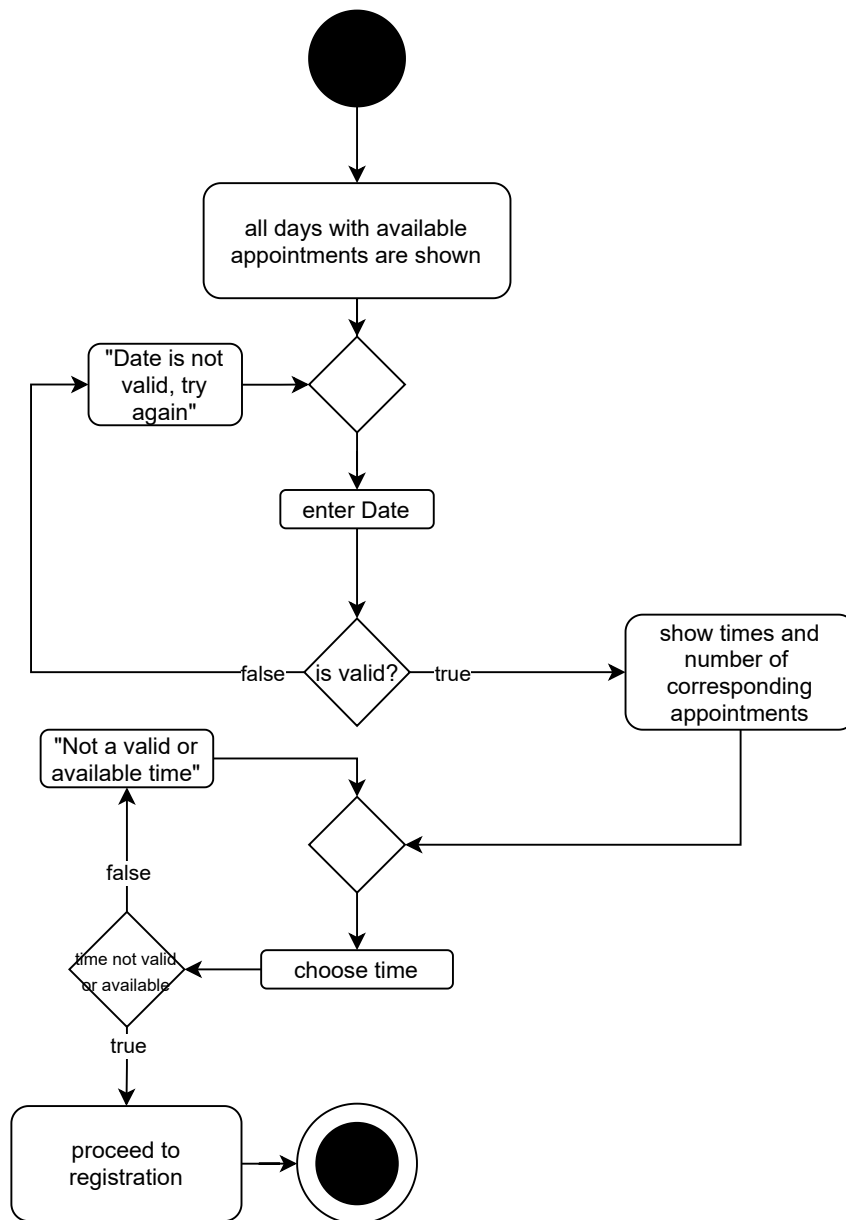 all days with available
appointments are shown
"Date is not
valid, try
again"
enter Date
false
is valid?
true
show times and
number of
corresponding
appointments
"Not a valid or
available time"
false
time not valid
or available
choose time
true
proceed to
registration